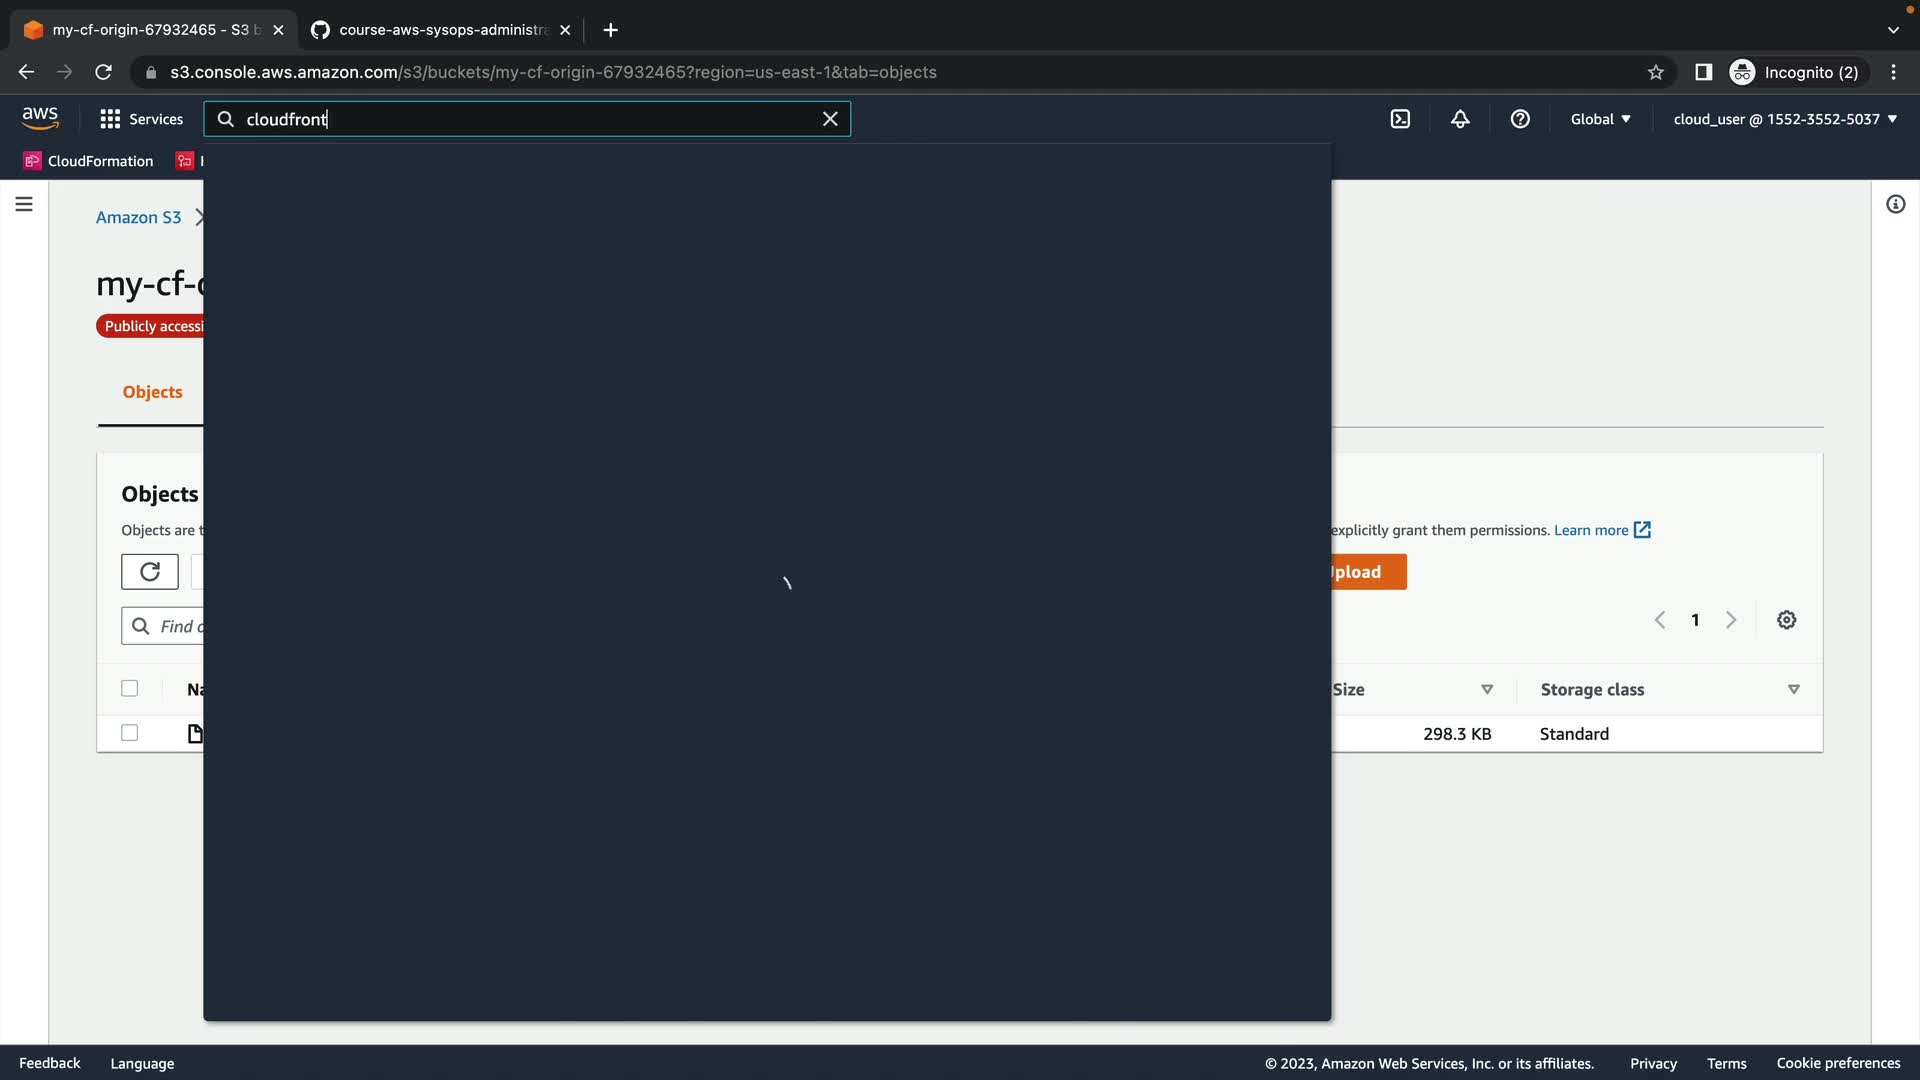 my-cf-origin-67932465 - S3 b
course-aws-sysops-administra
s3.console.aws.amazon.com/s3/buckets/my-cf-origin-67932465?region=us-east-1&tab=objects
Incognito (2)
aws
Services
cloudfront
Global
cloud_user @ 1552-3552-5037
CloudFormation
Amazon S3
my-cf-o
Publicly accessi
Objects
Objects
Objects are t
explicitly grant them permissions. Learn more
Upload
Find o
1
Na
Size
Storage class
298.3 KB
Standard
Feedback
Language
© 2023, Amazon Web Services, Inc. or its affiliates.
Privacy
Terms
Cookie preferences